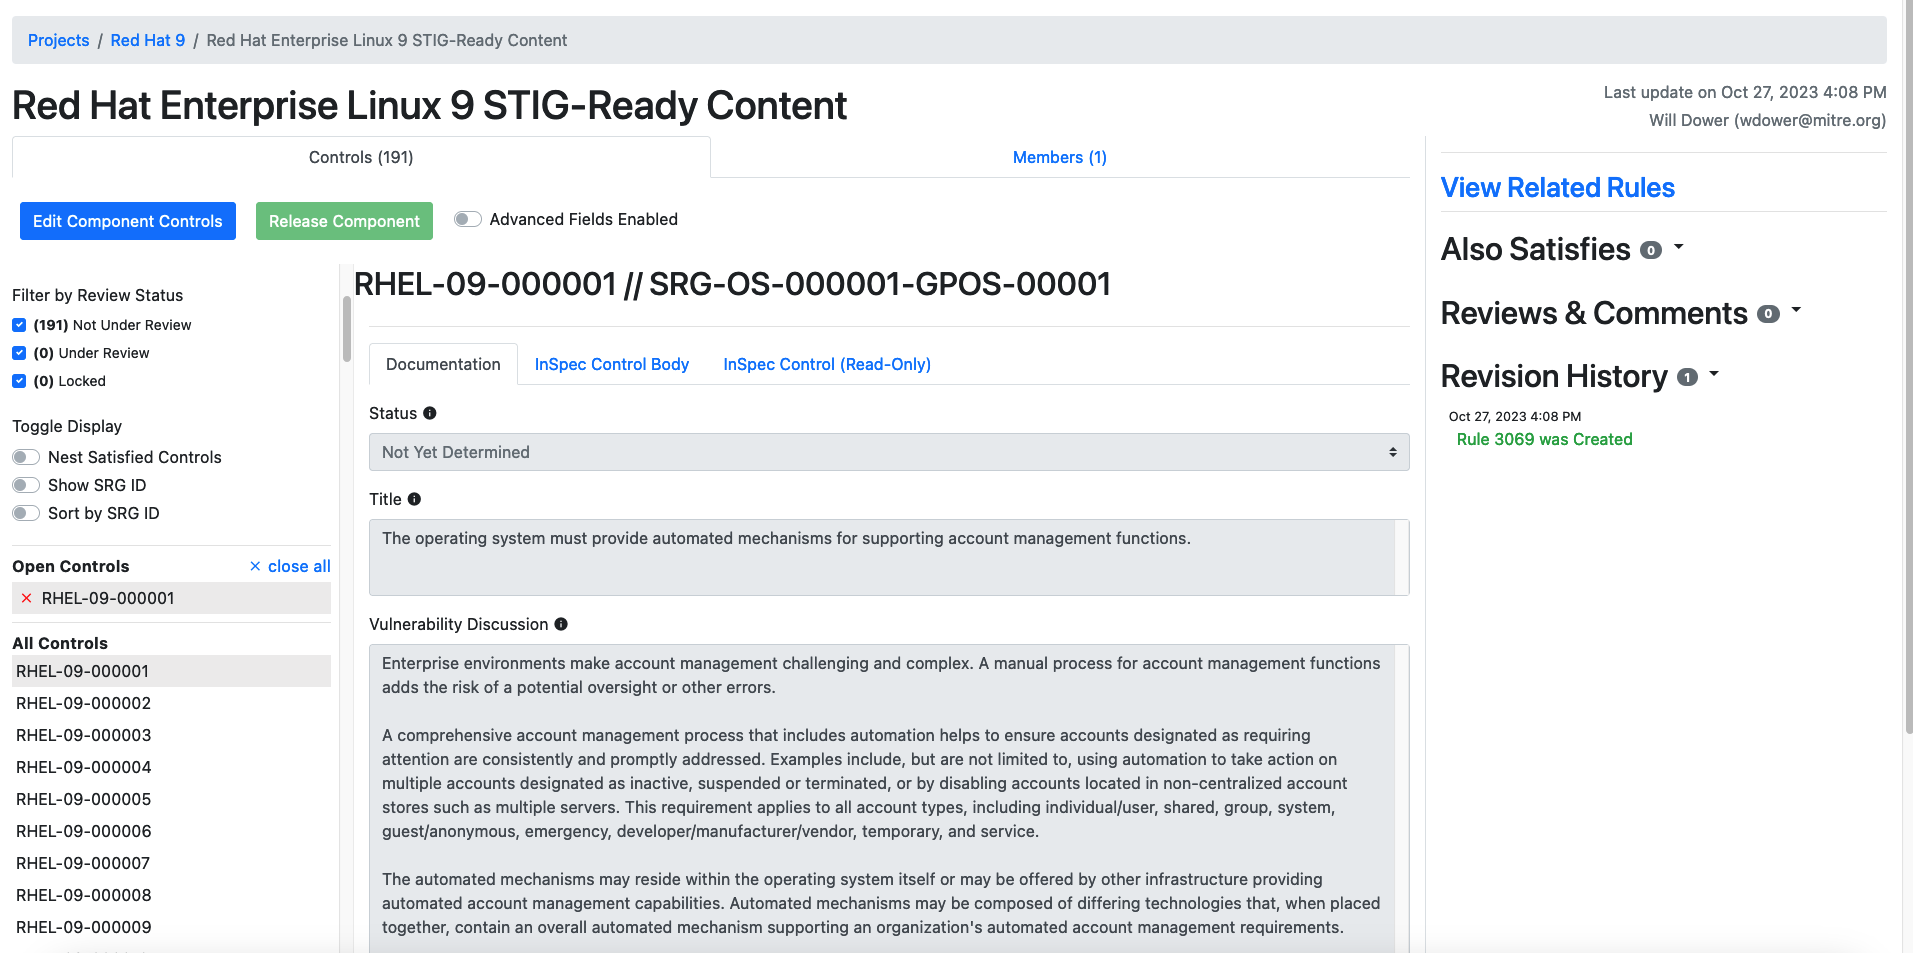 Projects / Red Hat 9 / Red Hat Enterprise Linux 9 STIG-Ready Content
Red Hat Enterprise Linux 9 STIG-Ready Content
Last update on Oct 27, 2023 4:08 PM
Will Dower (wdower@mitre.org)
Controls (191)
Members (1)
Edit Component Controls
Release Component
Advanced Fields Enabled
Filter by Review Status
(191) Not Under Review
(0) Under Review
(0) Locked
Toggle Display
Nest Satisfied Controls
Show SRG ID
Sort by SRG ID
Open Controls
× close all
× RHEL-09-000001
All Controls
RHEL-09-000001
RHEL-09-000002
RHEL-09-000003
RHEL-09-000004
RHEL-09-000005
RHEL-09-000006
RHEL-09-000007
RHEL-09-000008
RHEL-09-000009
RHEL-09-000001 // SRG-OS-000001-GPOS-00001
Documentation
InSpec Control Body
InSpec Control (Read-Only)
Status
Not Yet Determined
Title
The operating system must provide automated mechanisms for supporting account management functions.
Vulnerability Discussion
Enterprise environments make account management challenging and complex. A manual process for account management functions
adds the risk of a potential oversight or other errors.
A comprehensive account management process that includes automation helps to ensure accounts designated as requiring
attention are consistently and promptly addressed. Examples include, but are not limited to, using automation to take action on
multiple accounts designated as inactive, suspended or terminated, or by disabling accounts located in non-centralized account
stores such as multiple servers. This requirement applies to all account types, including individual/user, shared, group, system,
guest/anonymous, emergency, developer/manufacturer/vendor, temporary, and service.
The automated mechanisms may reside within the operating system itself or may be offered by other infrastructure providing
automated account management capabilities. Automated mechanisms may be composed of differing technologies that, when placed
together, contain an overall automated mechanism supporting an organization's automated account management requirements.
View Related Rules
Also Satisfies 0
Reviews & Comments 0
Revision History 1
Oct 27, 2023 4:08 PM
Rule 3069 was Created